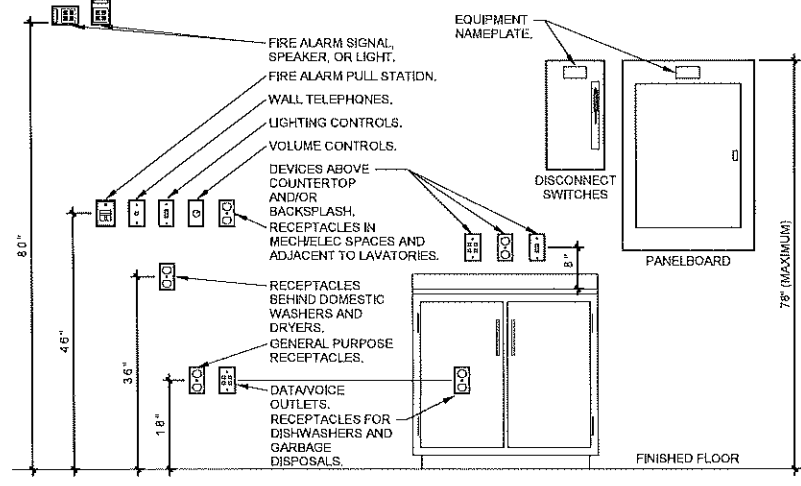 FIRE ALARM SIGNAL,
SPEAKER, OR LIGHT.
FIRE ALARM PULL STATION.
WALL TELEPHONES.
LIGHTING CONTROLS.
VOLUME CONTROLS.
DEVICES ABOVE
COUNTERTOP
AND/OR
BACKSPLASH.
RECEPTACLES IN
MECH/ELEC SPACES AND
ADJACENT TO LAVATORIES.
RECEPTACLES
BEHIND DOMESTIC
WASHERS AND
DRYERS.
GENERAL PURPOSE
RECEPTACLES.
DATA/VOICE
OUTLETS.
RECEPTACLES FOR
DISHWASHERS AND
GARBAGE
DISPOSALS.
EQUIPMENT
NAMEPLATE.
DISCONNECT
SWITCHES
PANELBOARD
FINISHED FLOOR
80"
46"
36"
18"
8"
78" (MAXIMUM)